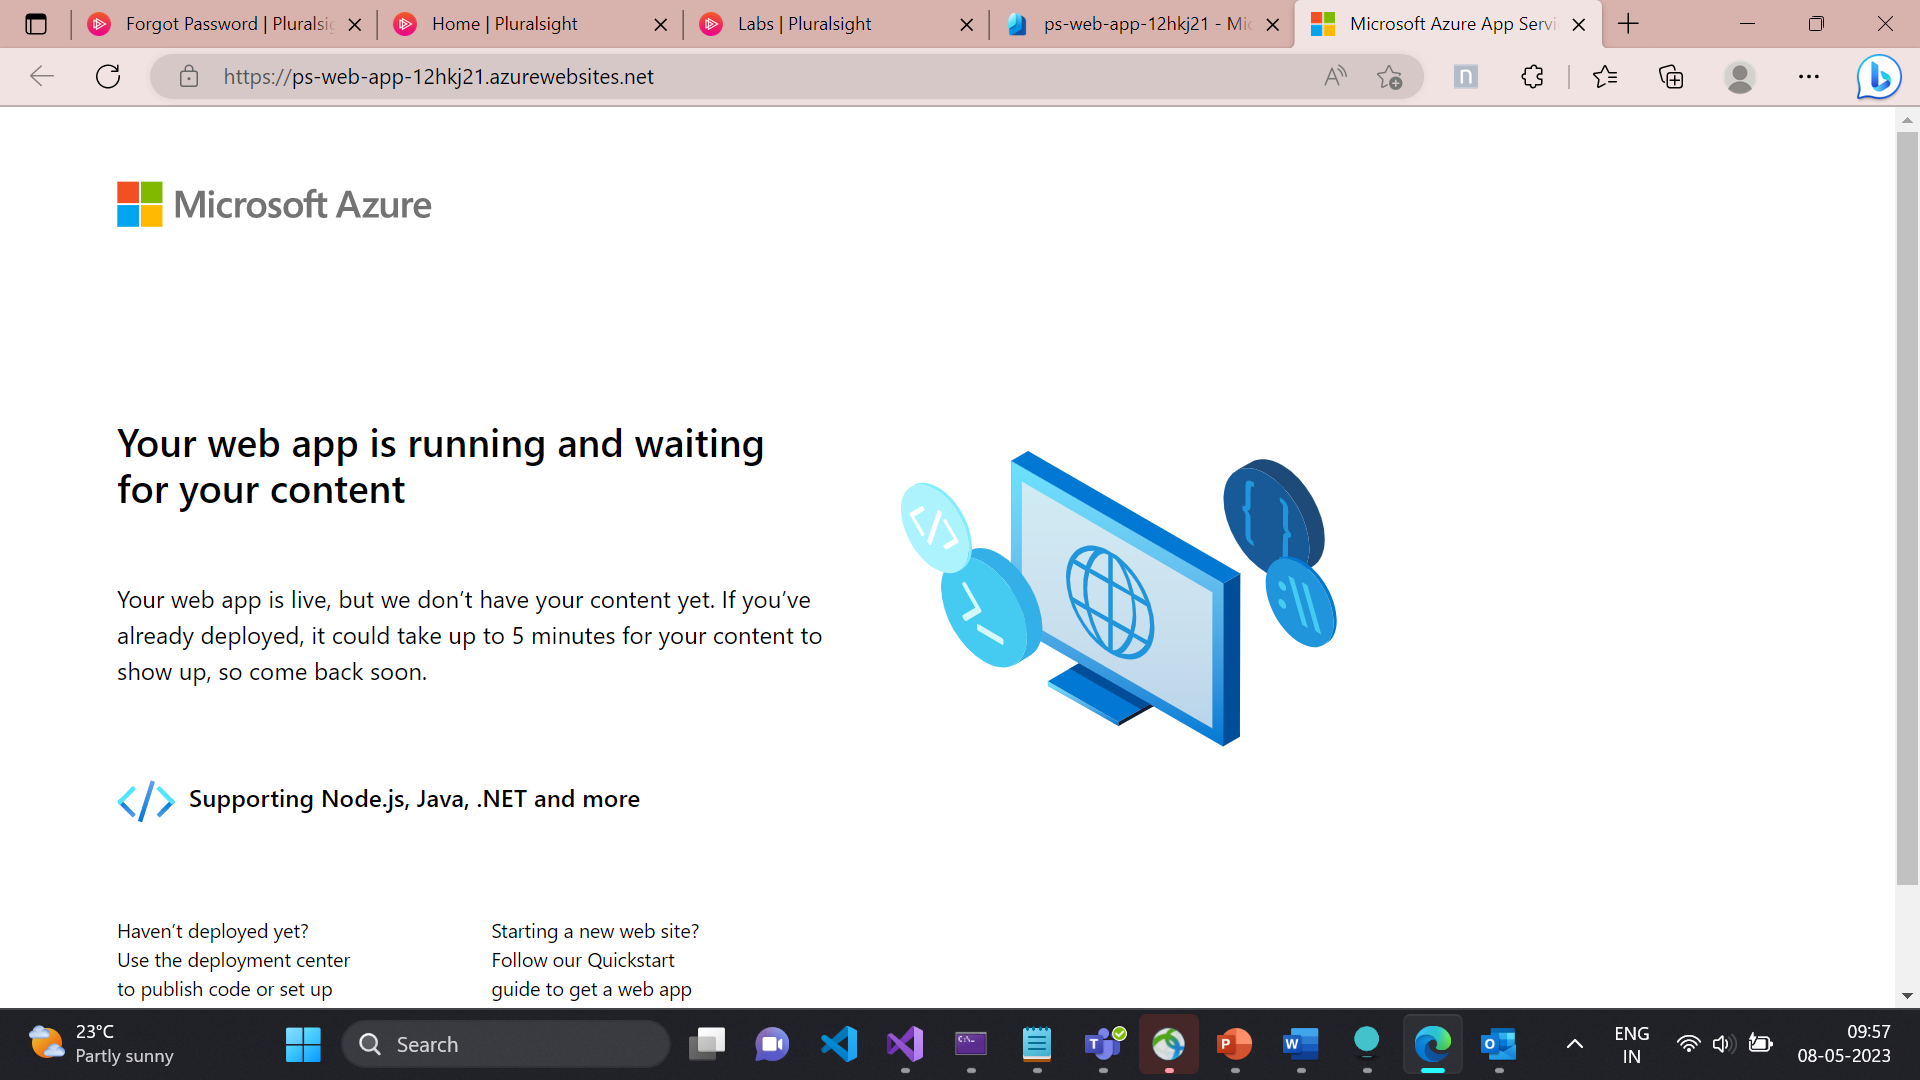 Forgot Password | Pluralsig
Home | Pluralsight
Labs | Pluralsight
ps-web-app-12hkj21 - Mic
Microsoft Azure App Servi
https://ps-web-app-12hkj21.azurewebsites.net
Microsoft Azure
Your web app is running and waiting
for your content
Your web app is live, but we don’t have your content yet. If you’ve
already deployed, it could take up to 5 minutes for your content to
show up, so come back soon.
Supporting Node.js, Java, .NET and more
Haven’t deployed yet?
Use the deployment center
to publish code or set up
Starting a new web site?
Follow our Quickstart
guide to get a web app
23°C
Partly sunny
Search
ENG
IN
09:57
08-05-2023